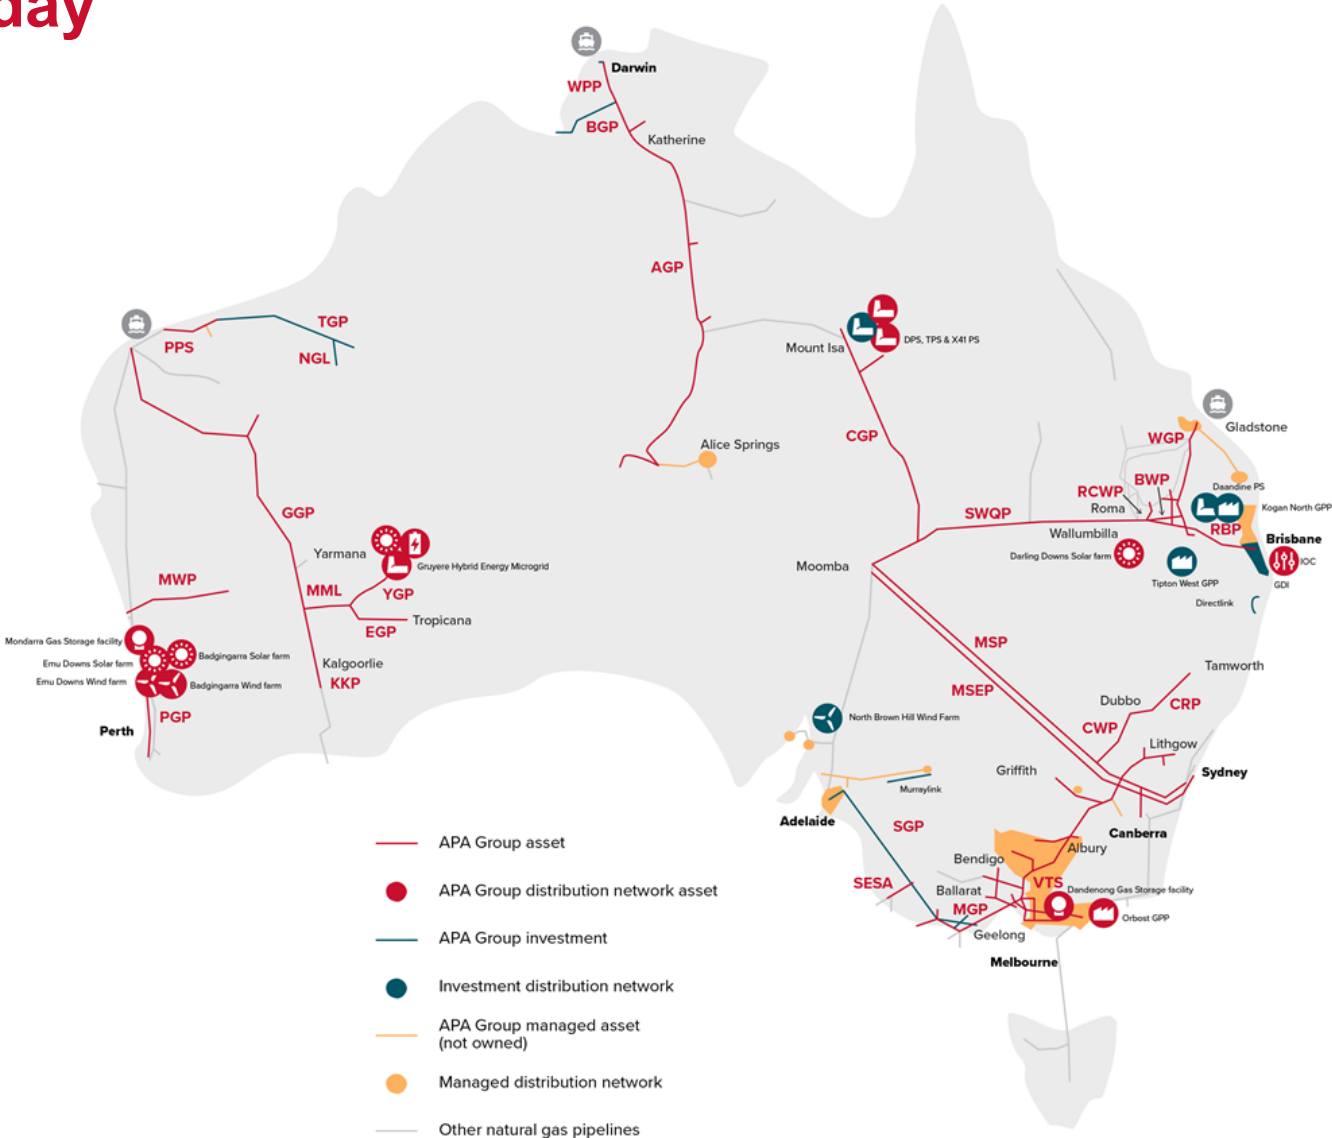 day
Darwin
WPP
BGP
Katherine
AGP
TGP
PPS
NGL
Mount Isa
DPS, TPS & X41 PS
CGP
Alice Springs
Gladstone
WGP
BWP
RCWP
Roma
Daandine PS
Kogan North GPP
SWQP
Wallumbilla
RBP
Brisbane
Darling Downs Solar farm
IOC
Tipton West GPP
GDI
Directlink
GGP
Yarmana
Gruyere Hybrid Energy Microgrid
Moomba
MWP
MML
YGP
Tropicana
EGP
Mondarra Gas Storage facility
Badgingarra Solar farm
Emu Downs Solar farm
Kalgoorlie
Emu Downs Wind farm
Badgingarra Wind farm
KKP
PGP
Perth
MSP
MSEP
Tamworth
Dubbo
CRP
CWP
North Brown Hill Wind Farm
Lithgow
Griffith
Sydney
Murraylink
Adelaide
SGP
Canberra
Albury
Bendigo
SESA
VTS
Ballarat
Dandenong Gas Storage facility
MGP
Orbost GPP
Geelong
Melbourne
APA Group asset
APA Group distribution network asset
APA Group investment
Investment distribution network
APA Group managed asset
(not owned)
Managed distribution network
Other natural gas pipelines